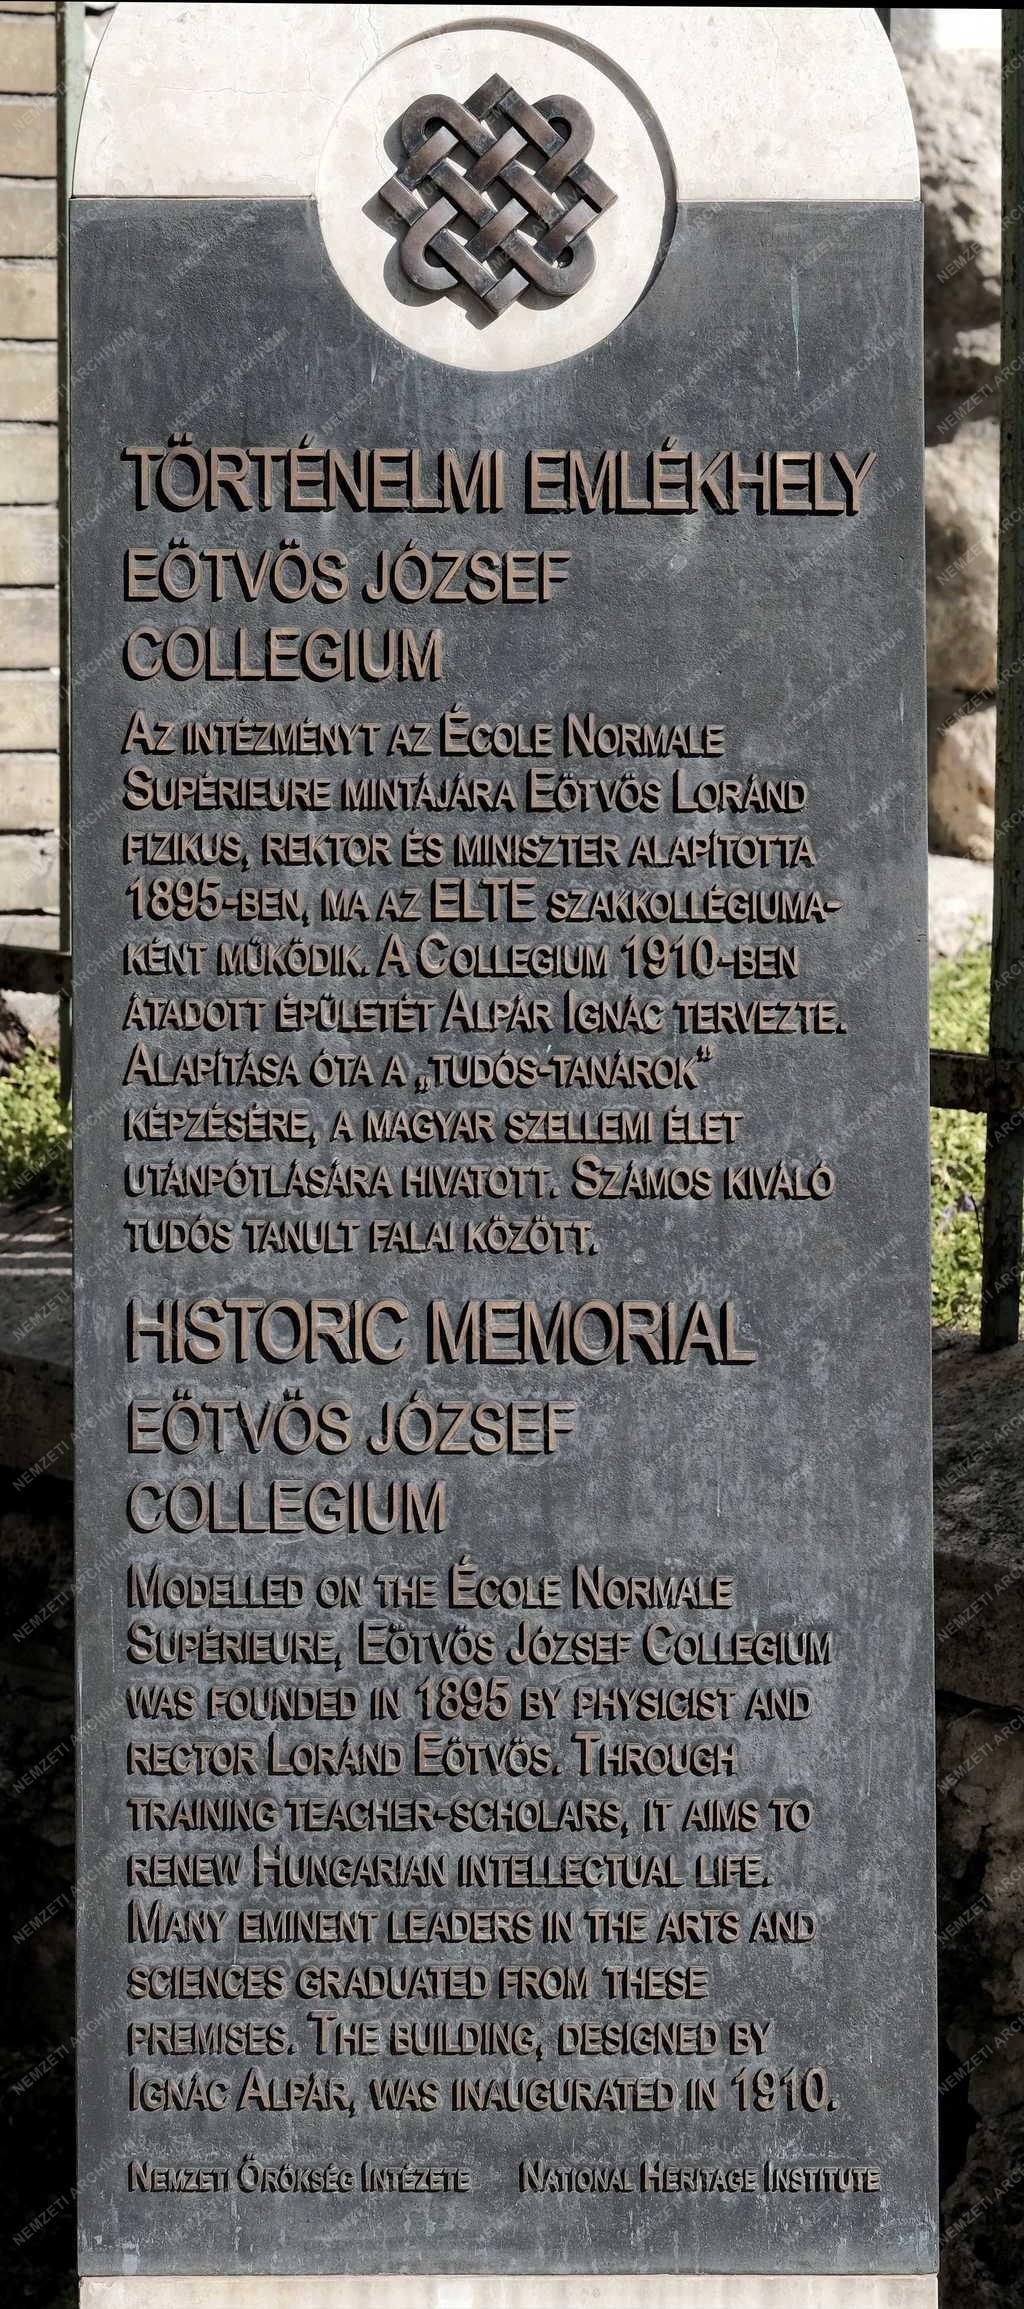 TÖRTÉNELMI EMLÉKHELY
EÖTVÖS JÓZSEF
COLLEGIUM
Az intézményt az École Normale
Supérieure mintájára Eötvös Loránd
fizikus, rektor és miniszter alapította
1895-ben, ma az ELTE szakkollégiuma-
ként működik. A Collegium 1910-ben
átadott épületét Alpár Ignác tervezte.
Alapítása óta a „tudós-tanárok”
képzésére, a magyar szellemi élet
utánpótlására hivatott. Számos kiváló
tudós tanult falai között.
HISTORIC MEMORIAL
EÖTVÖS JÓZSEF
COLLEGIUM
Modelled on the École Normale
Supérieure, Eötvös József Collegium
was founded in 1895 by physicist and
rector Loránd Eötvös. Through
training teacher-scholars, it aims to
renew Hungarian intellectual life.
Many eminent leaders in the arts and
sciences graduated from these
premises. The building, designed by
Ignác Alpár, was inaugurated in 1910.
Nemzeti Örökség Intézete National Heritage Institute
NEMZETI ARCHÍVUM